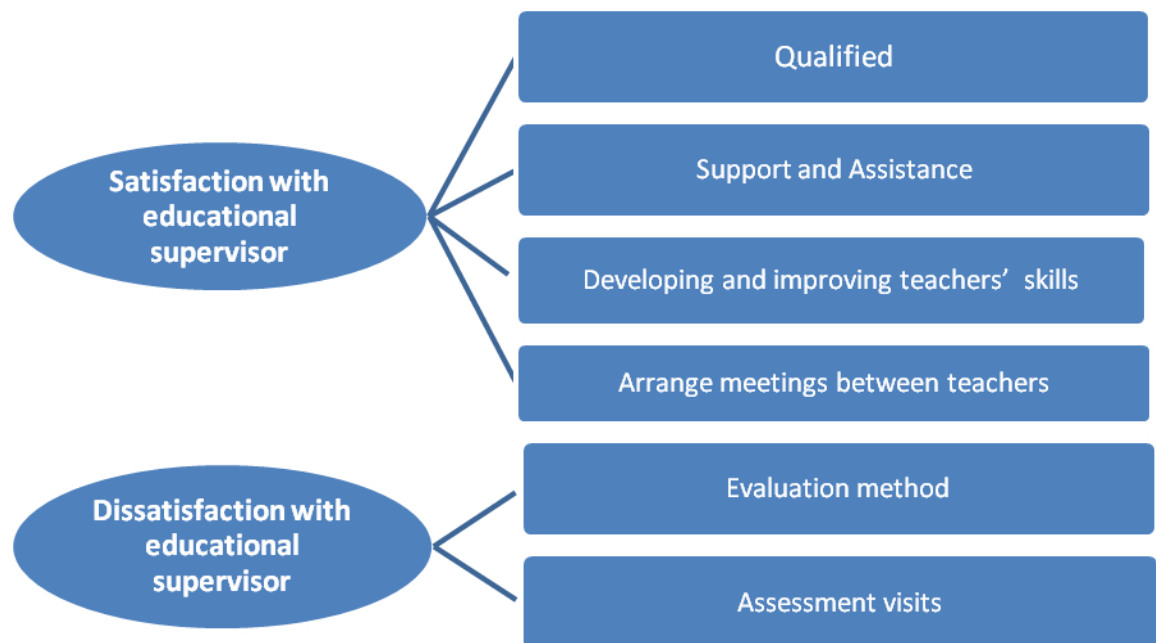 Satisfaction with
educational
supervisor
Qualified
Support and Assistance
Developing and improving teachers’ skills
Arrange meetings between teachers
Dissatisfaction with
educational
supervisor
Evaluation method
Assessment visits